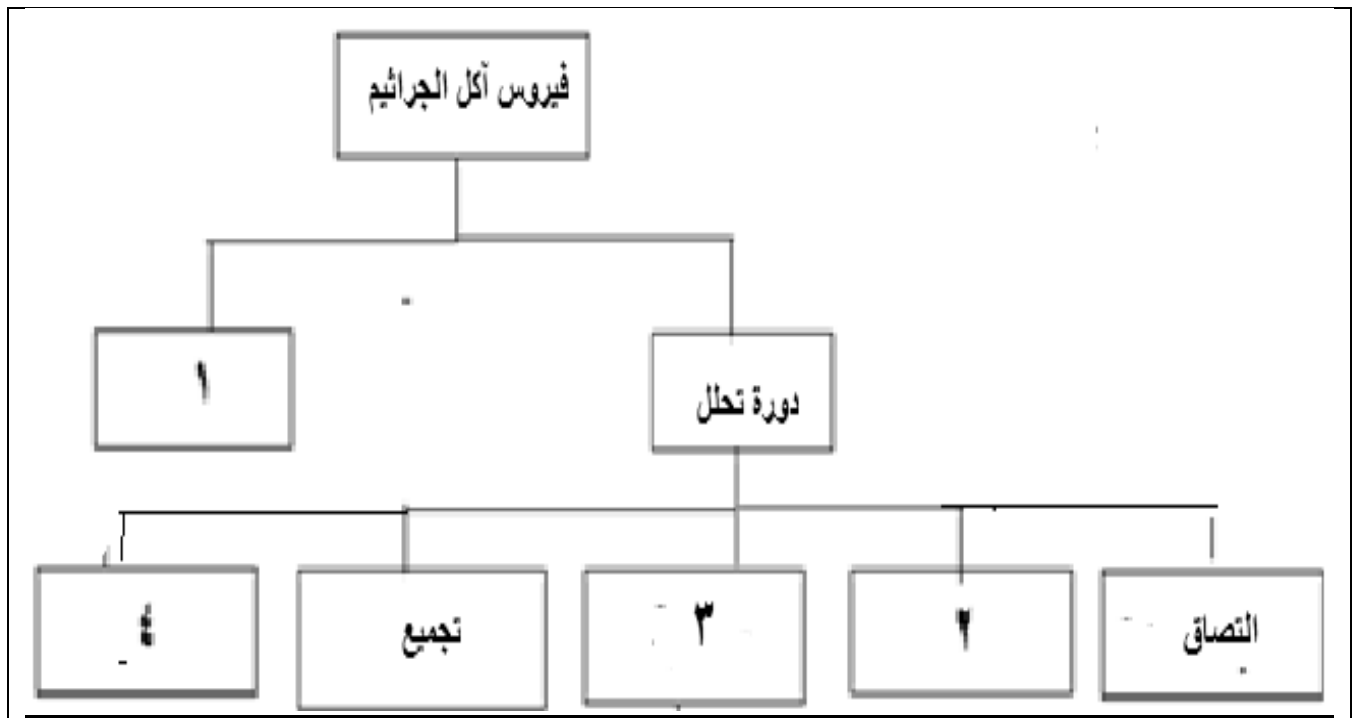 فيروس آكل الجراثيم
دورة تحلل
١
التصاق
٢
٣
تجميع
٤